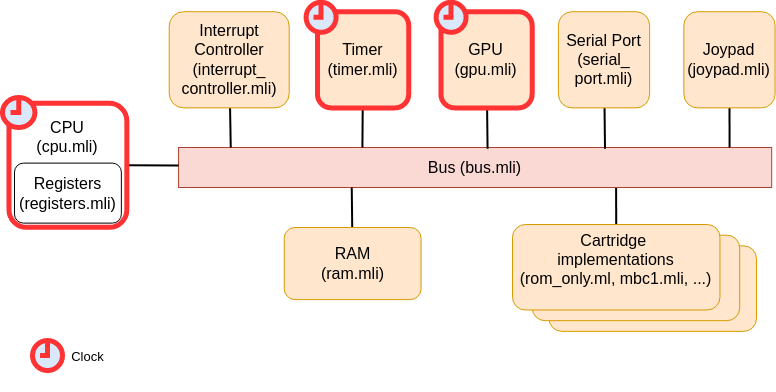 Interrupt
Controller
(interrupt_
controller.mli)
Timer
(timer.mli)
GPU
(gpu.mli)
Serial Port
(serial_
port.mli)
Joypad
(joypad.mli)
CPU
(cpu.mli)
Registers
(registers.mli)
Bus (bus.mli)
RAM
(ram.mli)
Cartridge
implementations
(rom_only.ml, mbc1.mli, ...)
Clock